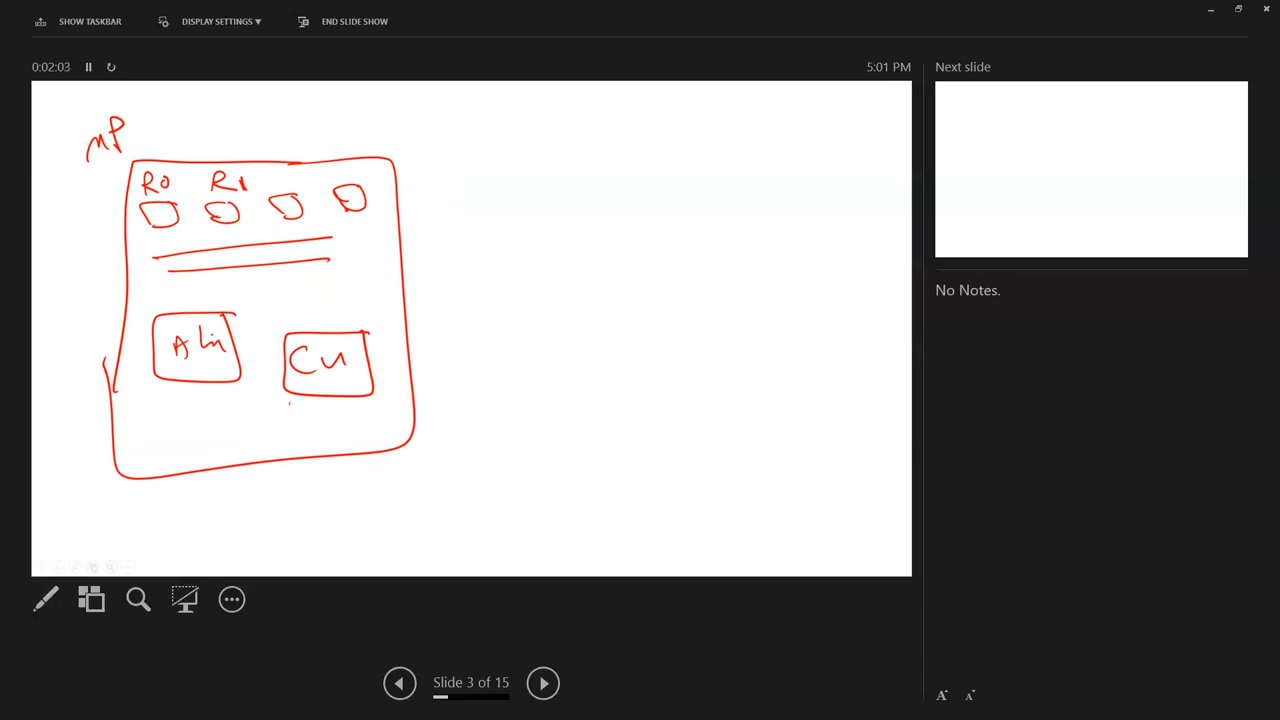 SHOW TASKBAR
DISPLAY SETTINGS ▼
END SLIDE SHOW
0:02:03
5:01 PM
Next slide
MP
R0 R1
CU
No Notes.
Slide 3 of 15
A A